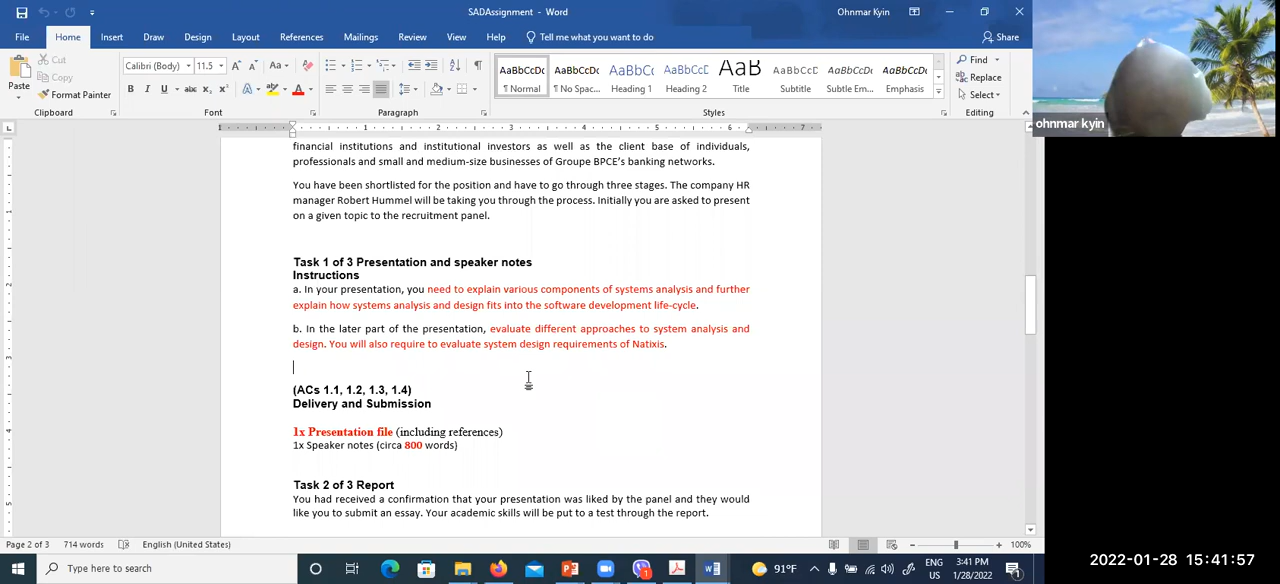 SADAssignment - Word
Ohnmar Kyin
File Home Insert Draw Design Layout References Mailings Review View Help Tell me what you want to do Share
Paste
Cut
Copy
Format Painter
Clipboard
Calibri (Body) 11.5
Font
Paragraph
AaBbCcDc AaBbCcDc AaBbC AaBbCcD AaB AaBbCcD AaBbCcDc AaBbCcDc
¶ Normal ¶ No Spac... Heading 1 Heading 2 Title Subtitle Subtle Em... Emphasis
Styles
Find
Replace
Select
Editing
ohnmar kyin
financial institutions and institutional investors as well as the client base of individuals,
professionals and small and medium-size businesses of Groupe BPCE's banking networks.
You have been shortlisted for the position and have to go through three stages. The company HR
manager Robert Hummel will be taking you through the process. Initially you are asked to present
on a given topic to the recruitment panel.
Task 1 of 3 Presentation and speaker notes
Instructions
a. In your presentation, you need to explain various components of systems analysis and further
explain how systems analysis and design fits into the software development life-cycle.
b. In the later part of the presentation, evaluate different approaches to system analysis and
design. You will also require to evaluate system design requirements of Natixis.
(ACs 1.1, 1.2, 1.3, 1.4)
Delivery and Submission
1x Presentation file (including references)
1x Speaker notes (circa 800 words)
Task 2 of 3 Report
You had received a confirmation that your presentation was liked by the panel and they would
like you to submit an essay. Your academic skills will be put to a test through the report.
Page 2 of 3 714 words English (United States) 100%
Type here to search
91°F
ENG
US
3:41 PM
1/28/2022
2022-01-28 15:41:57